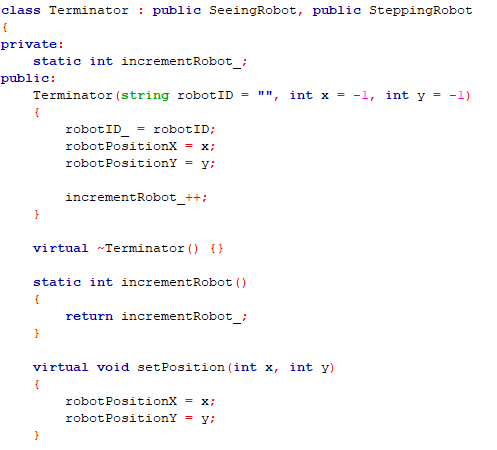 class Terminator : public SeeingRobot, public SteppingRobot
{
private:
    static int incrementRobot_;
public:
    Terminator(string robotID = "", int x = -1, int y = -1)
    {
        robotID_ = robotID;
        robotPositionX = x;
        robotPositionY = y;

        incrementRobot_++;
    }

    virtual ~Terminator() {}

    static int incrementRobot()
    {
        return incrementRobot_;
    }

    virtual void setPosition(int x, int y)
    {
        robotPositionX = x;
        robotPositionY = y;
    }